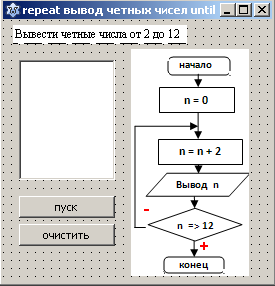 repeat вывод четных чисел until
Вывести четные числа от 2 до 12
начало
n = 0
n = n + 2
Вывод n
-
n => 12
+
конец
пуск
очистить